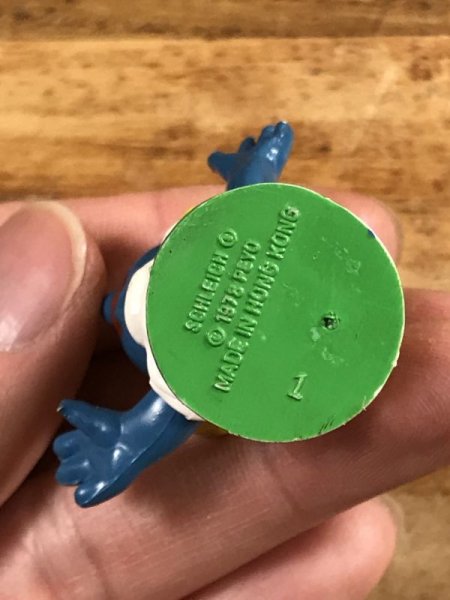 SCHLEICH ®
© 1978 PEYO
MADE IN HONG KONG
1